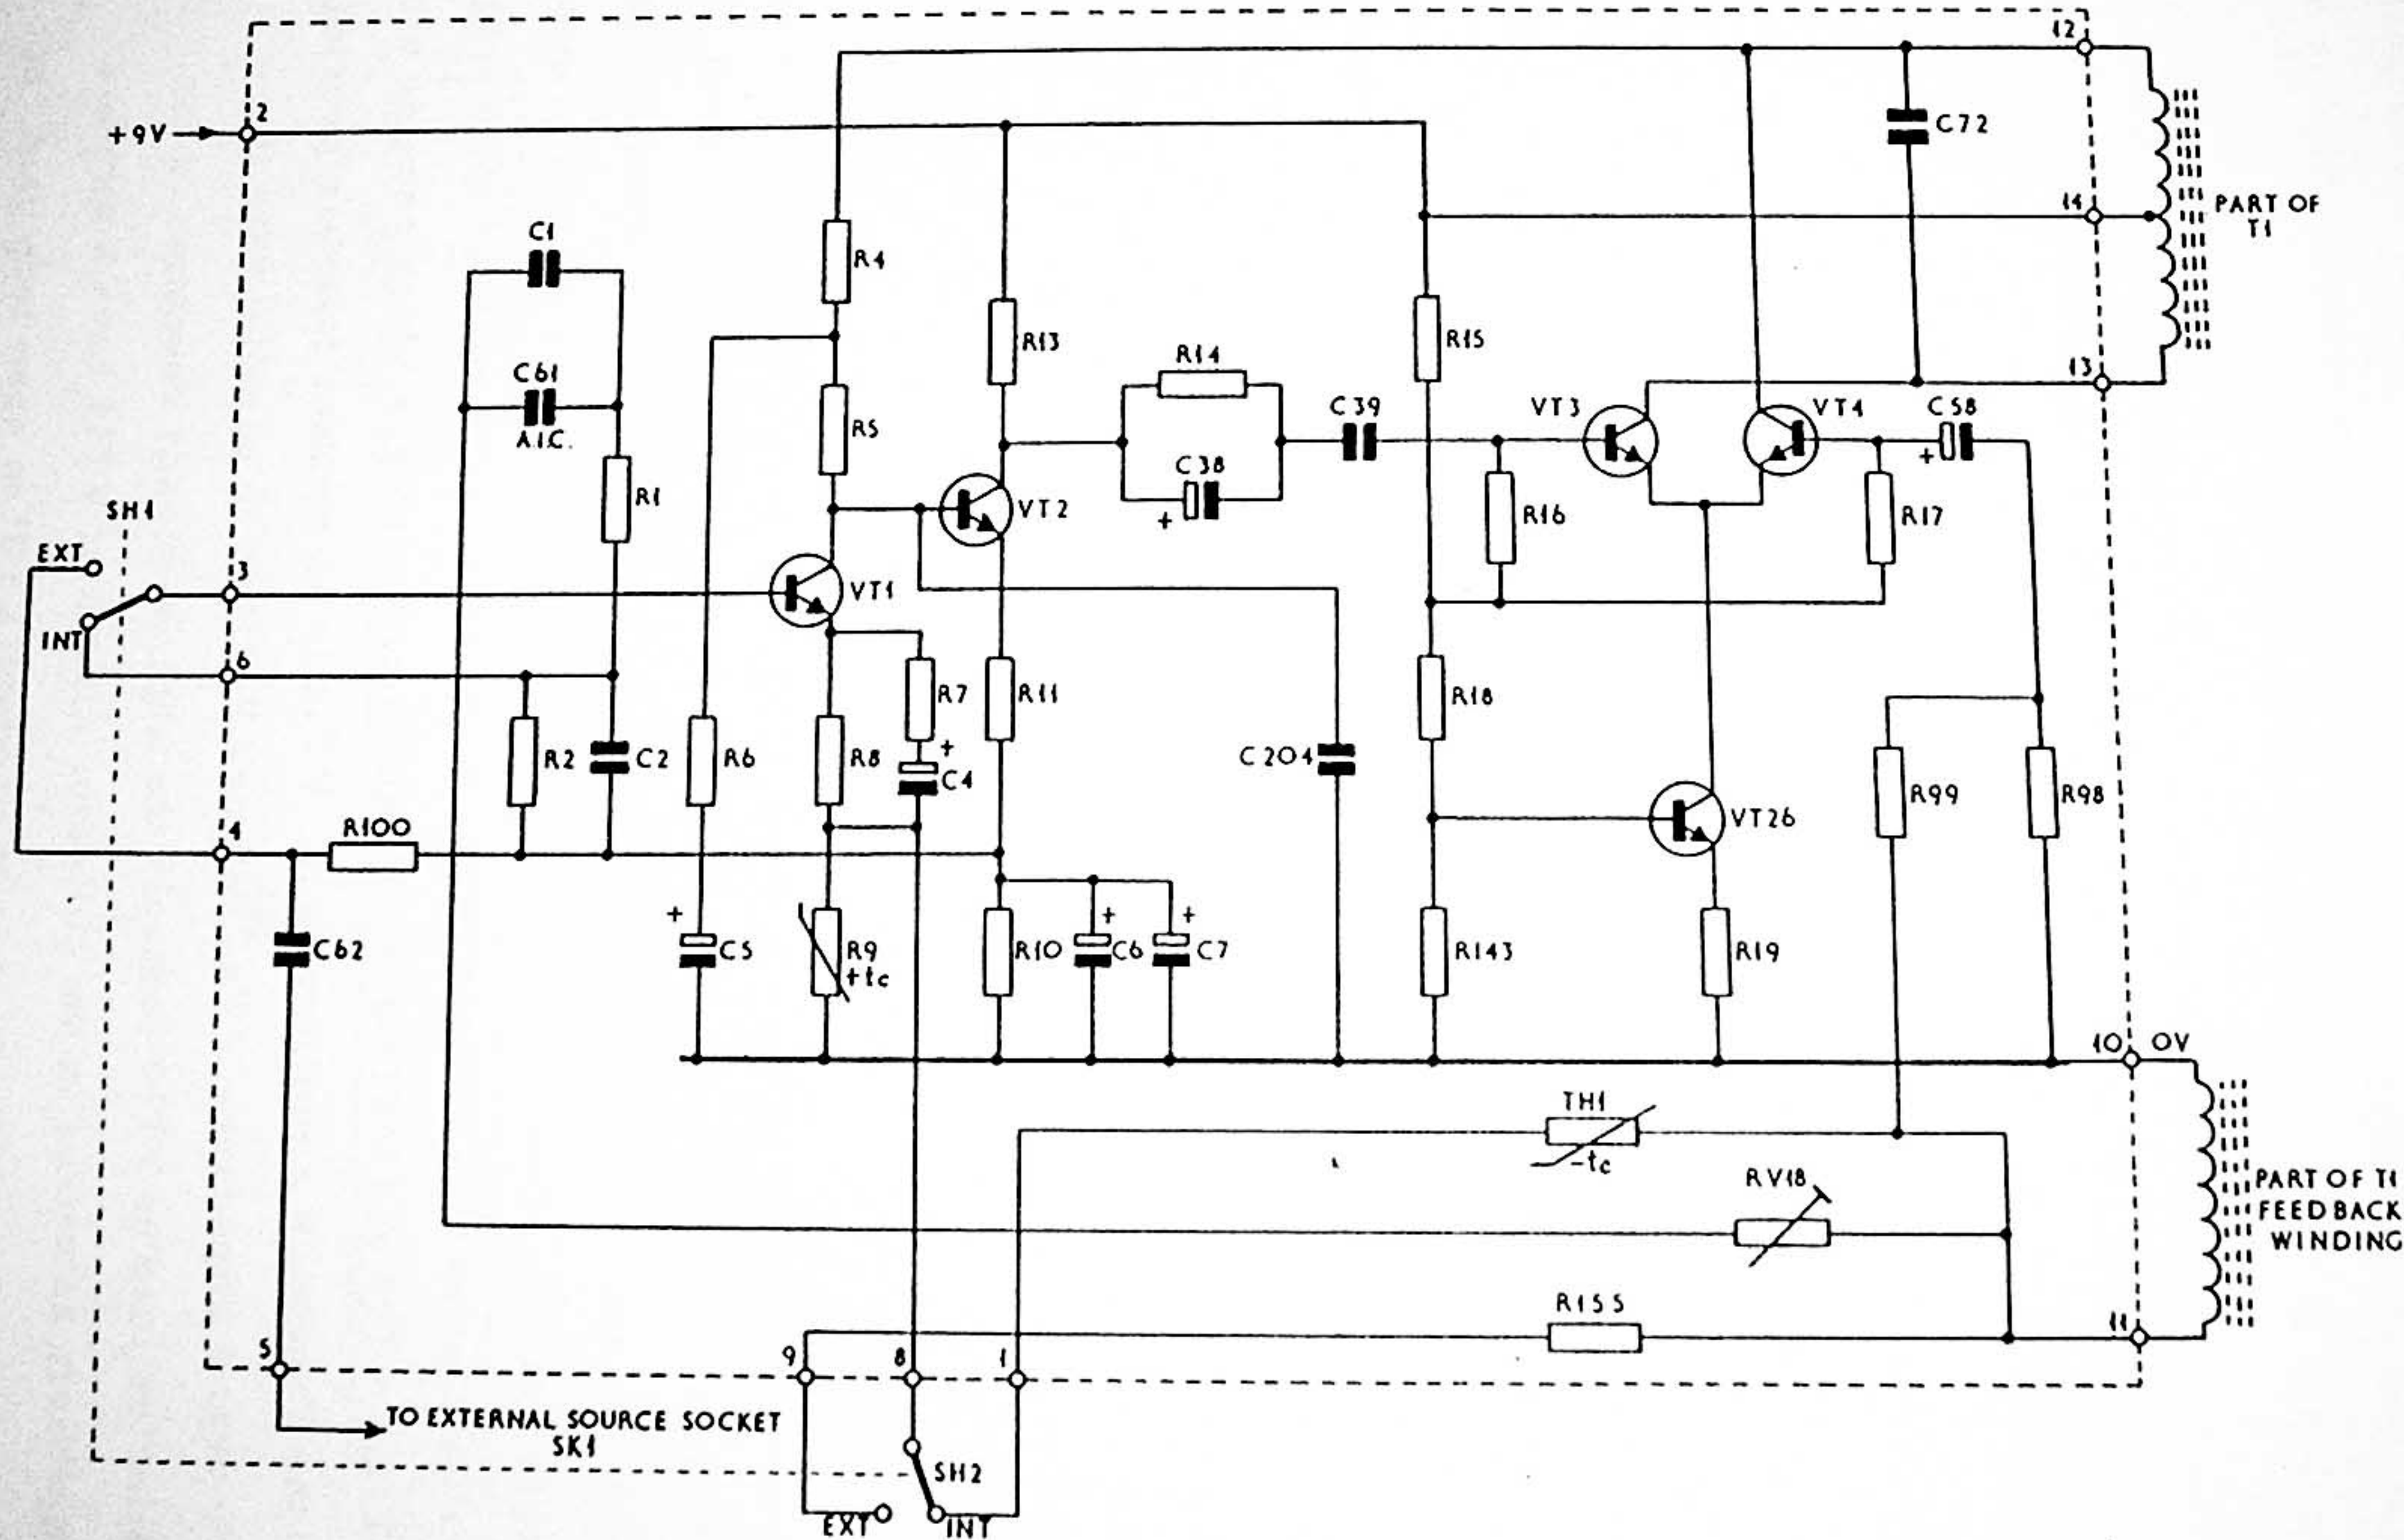 12
2
+9V
C72
C1
14
PART OF
T1
R4
R13
R15
R14
13
C61
A.I.C.
R5
C39
VT3
VT4
C58
+
C38
+
R1
VT2
R16
R17
SH1
EXT
3
VT1
INT
6
R7
R11
R18
R2
C2
R6
R8
+
C4
C204
R99
R98
VT26
4
R100
C62
+
C5
R9
+tc
R10
+
C6
+
C7
R143
R19
10
OV
TH1
-tc
RV18
PART OF T1
FEEDBACK
WINDING
R155
11
5
9
8
1
TO EXTERNAL SOURCE SOCKET
SK1
SH2
EXT
INT